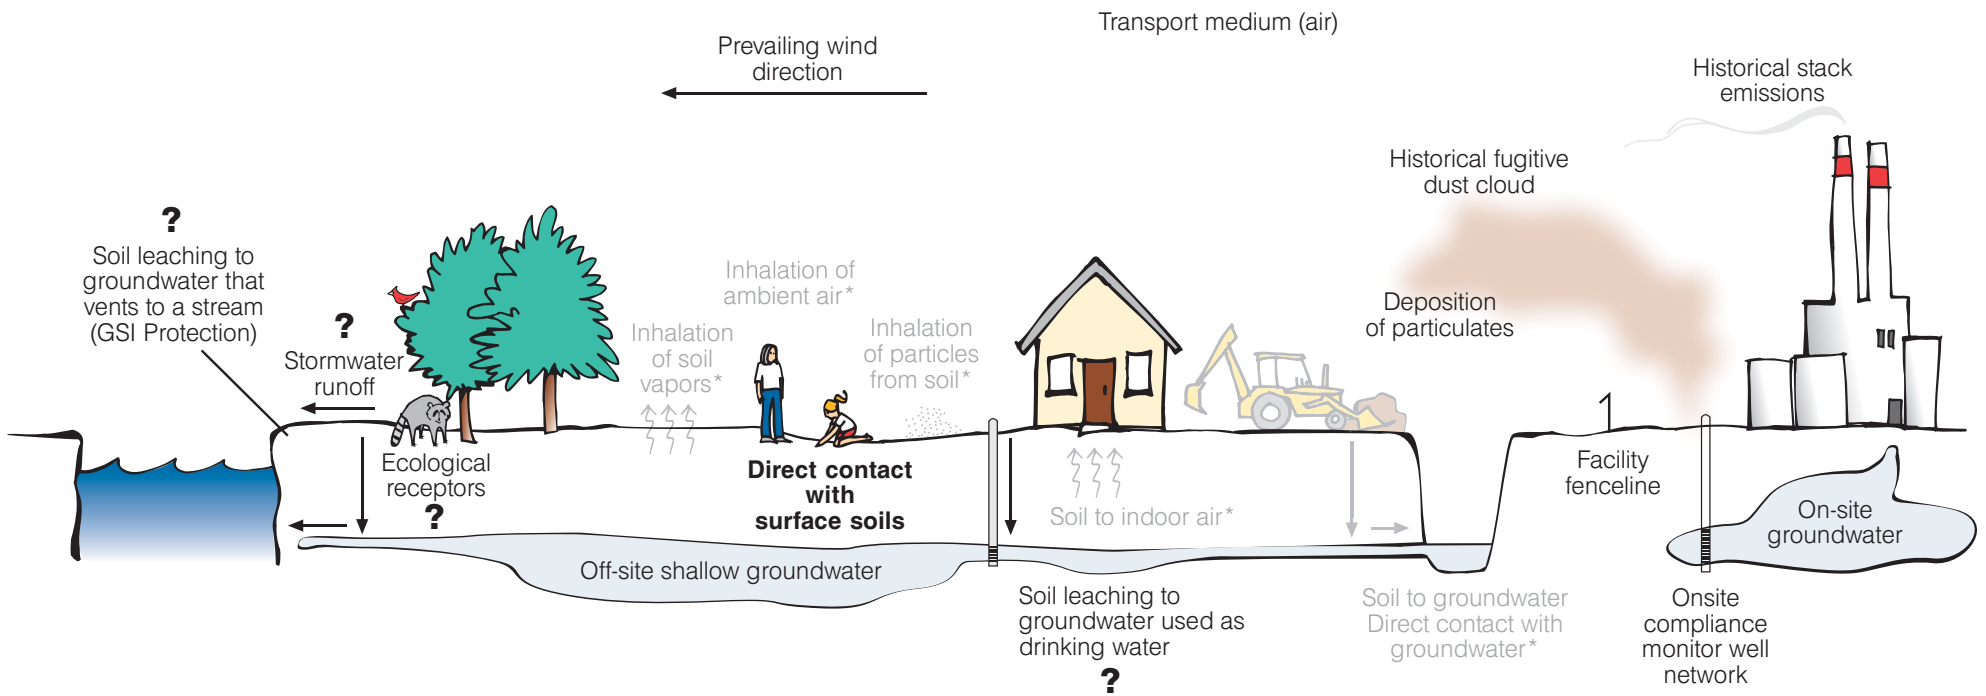 Transport medium (air)
Prevailing wind
direction
Historical stack
emissions
Historical fugitive
dust cloud
?
Soil leaching to
groundwater that
vents to a stream
(GSI Protection)
?
Stormwater
runoff
Inhalation of
ambient air*
Inhalation
of soil
vapors*
Inhalation
of particles
from soil*
Deposition
of particulates
Ecological
receptors
?
Direct contact
with
surface soils
Soil to indoor air*
Facility
fenceline
On-site
groundwater
Off-site shallow groundwater
Soil leaching to
groundwater used as
drinking water
?
Soil to groundwater
Direct contact with
groundwater*
Onsite
compliance
monitor well
network